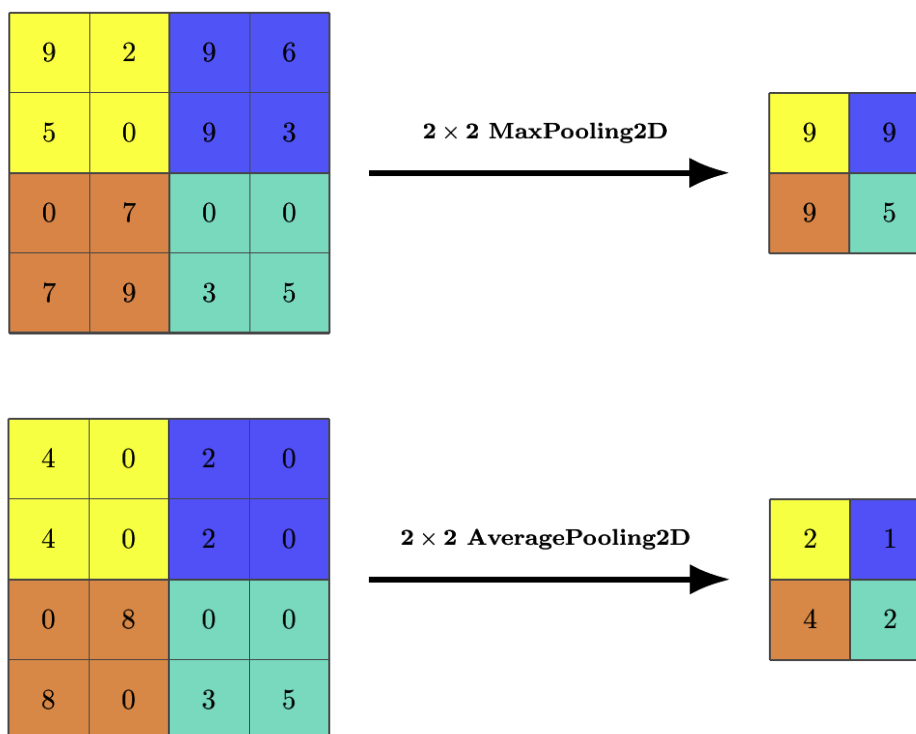 9 2 9 6
5 0 9 3
0 7 0 0
7 9 3 5
2 × 2 MaxPooling2D
9 9
9 5
4 0 2 0
4 0 2 0
0 8 0 0
8 0 3 5
2 × 2 AveragePooling2D
2 1
4 2